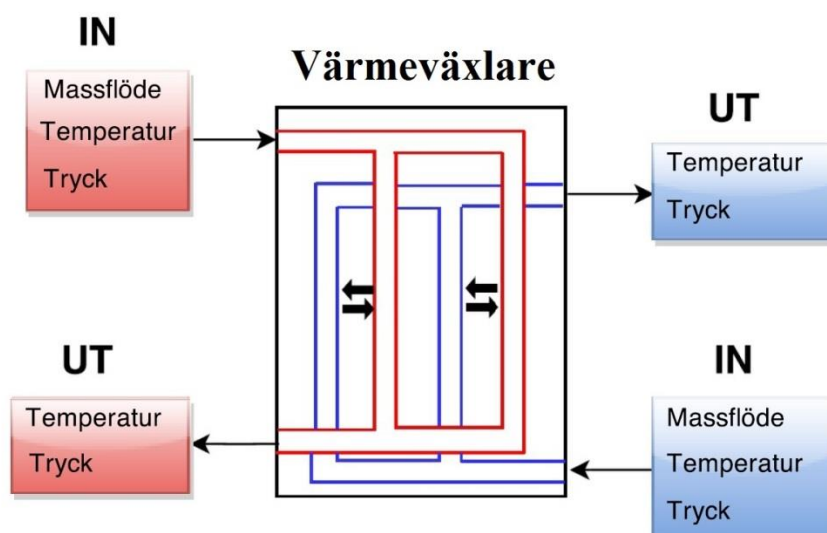 IN
Massflöde
Temperatur
Tryck
Värmeväxlare
UT
Temperatur
Tryck
UT
Temperatur
Tryck
IN
Massflöde
Temperatur
Tryck